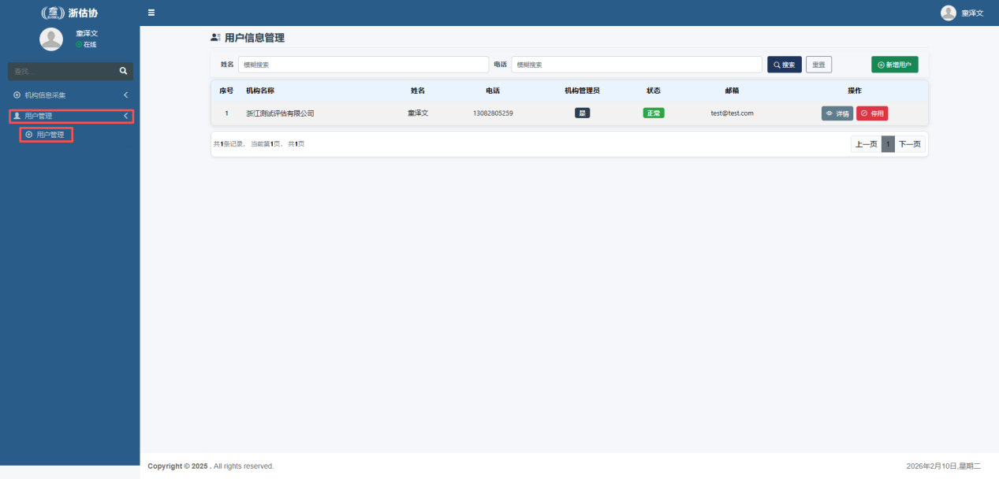 浙估协
童泽文
童泽文
在线
查找...
机构信息采集
用户管理
用户管理
用户信息管理
姓名 模糊搜索 电话 模糊搜索 搜索 重置 新增用户
序号 机构名称 姓名 电话 机构管理员 状态 邮箱 操作
1 浙江测试评估有限公司 童泽文 13082805259 是 正常 test@test.com 详情 停用
共1条记录, 当前第1页, 共1页 上一页 1 下一页
Copyright © 2025 . All rights reserved. 2026年2月10日,星期二